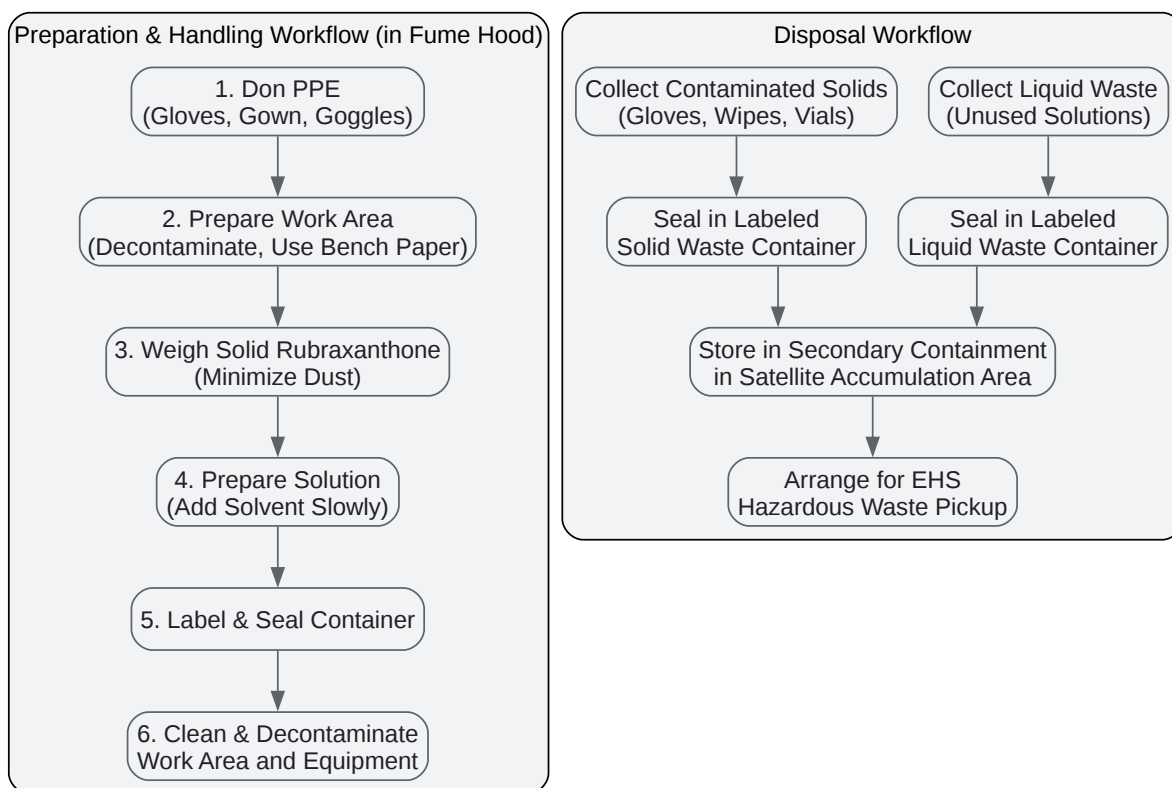 Preparation & Handling Workflow (in Fume Hood)
1. Don PPE
(Gloves, Gown, Goggles)
2. Prepare Work Area
(Decontaminate, Use Bench Paper)
3. Weigh Solid Rubraxanthone
(Minimize Dust)
4. Prepare Solution
(Add Solvent Slowly)
5. Label & Seal Container
6. Clean & Decontaminate
Work Area and Equipment
Disposal Workflow
Collect Contaminated Solids
(Gloves, Wipes, Vials)
Collect Liquid Waste
(Unused Solutions)
Seal in Labeled
Solid Waste Container
Seal in Labeled
Liquid Waste Container
Store in Secondary Containment
in Satellite Accumulation Area
Arrange for EHS
Hazardous Waste Pickup